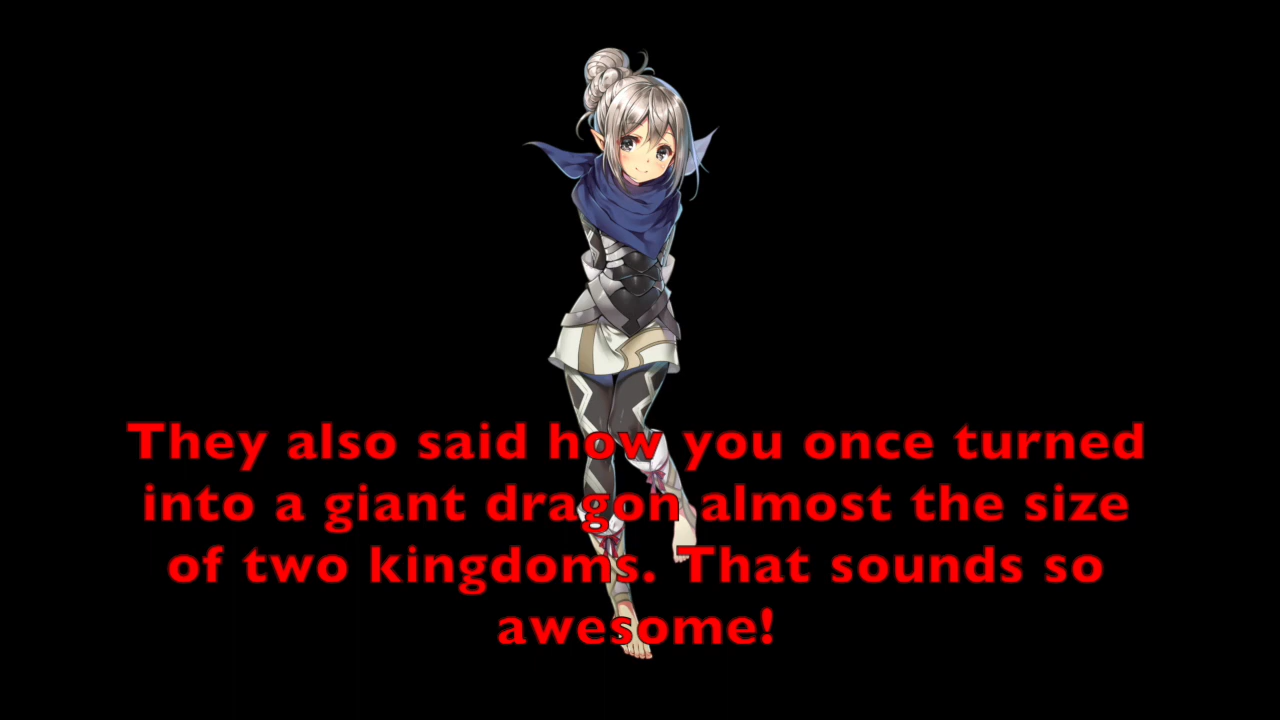 They also said how you once turned
into a giant dragon almost the size
of two kingdoms. That sounds so
awesome!